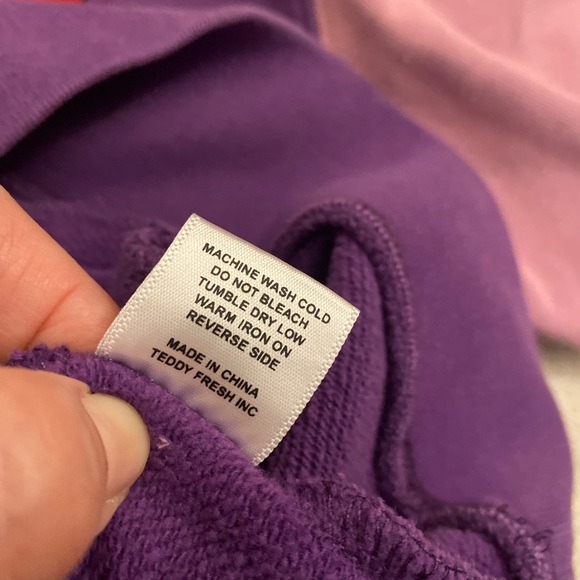 MACHINE WASH COLD
DO NOT BLEACH
TUMBLE DRY LOW
WARM IRON ON
REVERSE SIDE
MADE IN CHINA
TEDDY FRESH INC